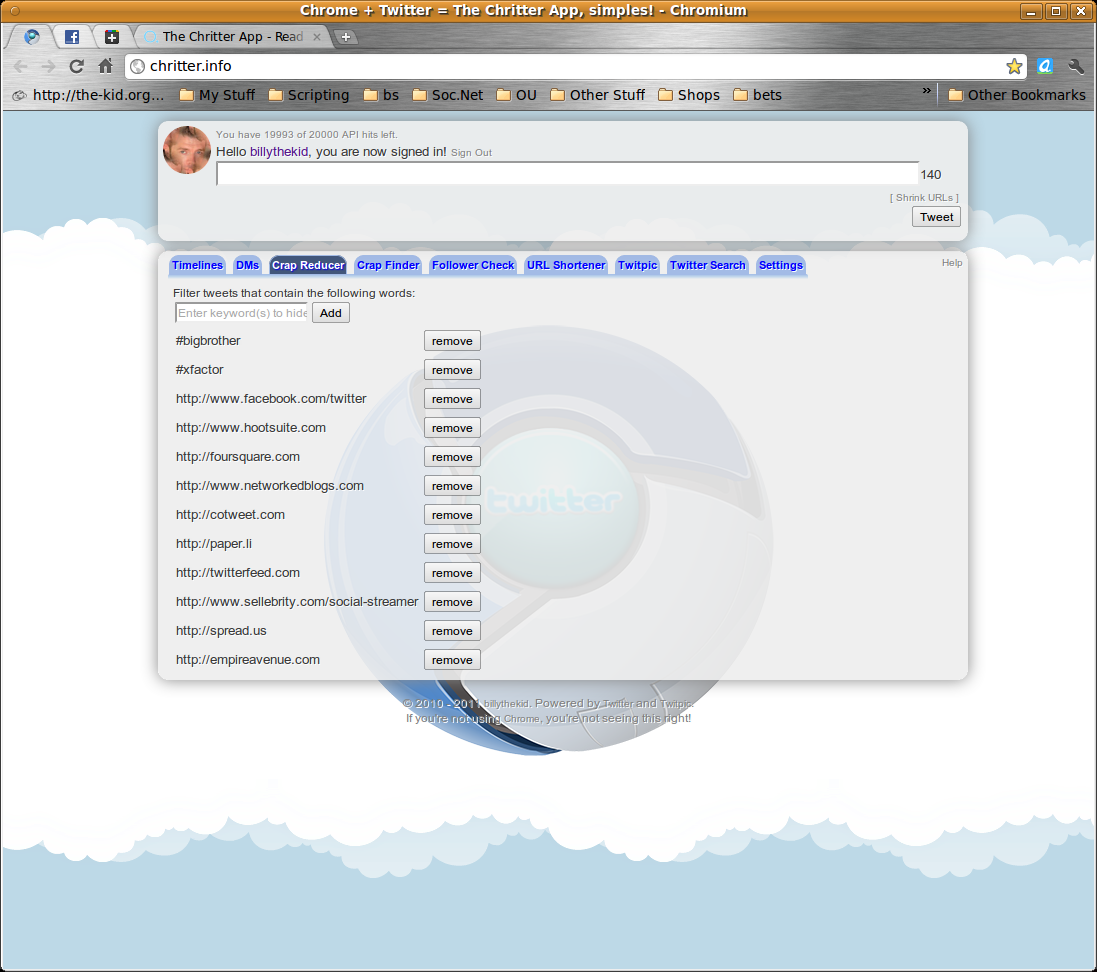 Chrome + Twitter = The Chritter App, simples! - Chromium
The Chritter App - Read
chritter.info
http://the-kid.org... My Stuff Scripting bs Soc.Net OU Other Stuff Shops bets » Other Bookmarks
You have 19993 of 20000 API hits left.
Hello billythekid, you are now signed in! Sign Out
140
[ Shrink URLs ]
Tweet
Timelines DMs Crap Reducer Crap Finder Follower Check URL Shortener Twitpic Twitter Search Settings Help
Filter tweets that contain the following words:
Enter keyword(s) to hide Add
#bigbrother remove
#xfactor remove
http://www.facebook.com/twitter remove
http://www.hootsuite.com remove
http://foursquare.com remove
http://www.networkedblogs.com remove
twitter
http://cotweet.com remove
http://paper.li remove
http://twitterfeed.com remove
http://www.sellebrity.com/social-streamer remove
http://spread.us remove
http://empireavenue.com remove
© 2010 - 2011 billythekid. Powered by Twitter and Twitpic.
If you're not using Chrome, you're not seeing this right!